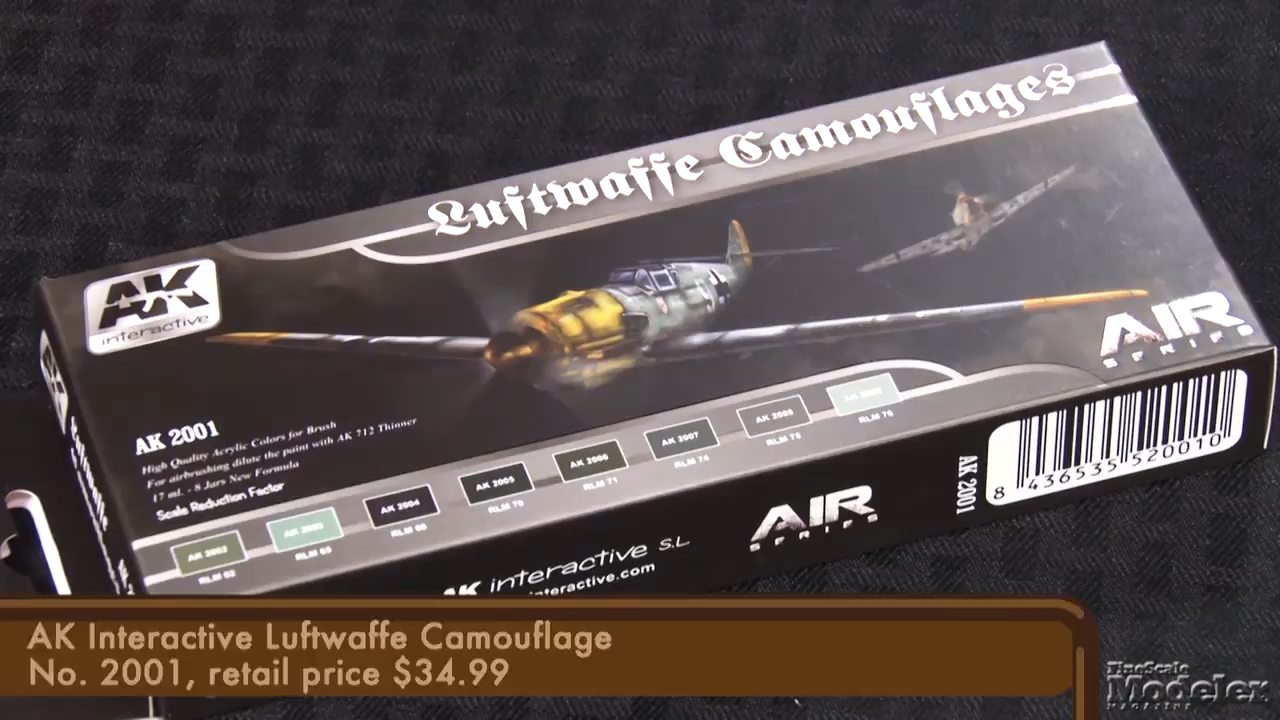 Luftwaffe Camouflages
AK
interactive
AIR
SERIES
AK 2001
High Quality Acrylic Colors for Brush
For airbrushing dilute the paint with AK 712 Thinner
17 mL - 8 Jars New Formula
Scale Reduction Factor
AK 2002
RLM 02
AK 2003
RLM 65
AK 2004
RLM 66
AK 2005
RLM 70
AK 2006
RLM 71
AK 2007
RLM 74
AK 2008
RLM 75
RLM 76
AK interactive S.L
interactive.com
AIR
SERIES
AK 2001
8 436535 520010
AK Interactive Luftwaffe Camouflage
No. 2001, retail price $34.99
FineScale
Modeler
MAGAZINE